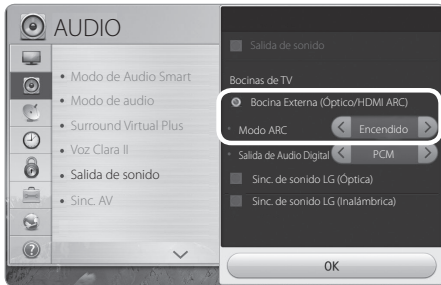 AUDIO
• Modo de Audio Smart
• Modo de audio
• Surround Virtual Plus
• Voz Clara II
• Salida de sonido
• Sinc. AV
Salida de sonido
Bocinas de TV
Bocina Externa (Óptico/HDMI ARC)
• Modo ARC < Encendido >
• Salida de Audio Digital < PCM >
Sinc. de sonido LG (Óptica)
Sinc. de sonido LG (Inalámbrica)
OK